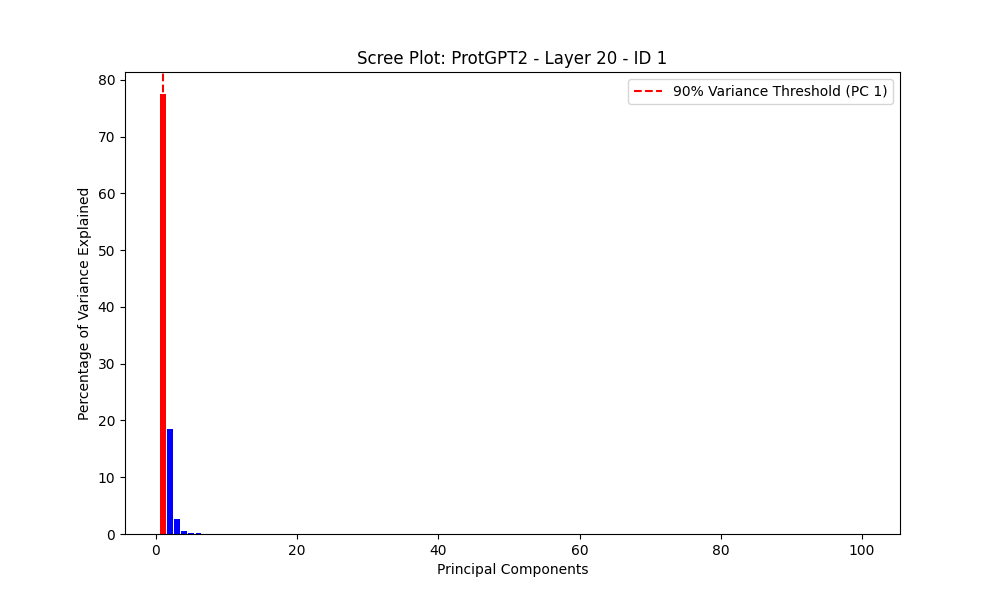 Scree Plot: ProtGPT2 - Layer 20 - ID 1
90% Variance Threshold (PC 1)
80
70
60
50
40
30
20
10
0
Percentage of Variance Explained
0 20 40 60 80 100
Principal Components